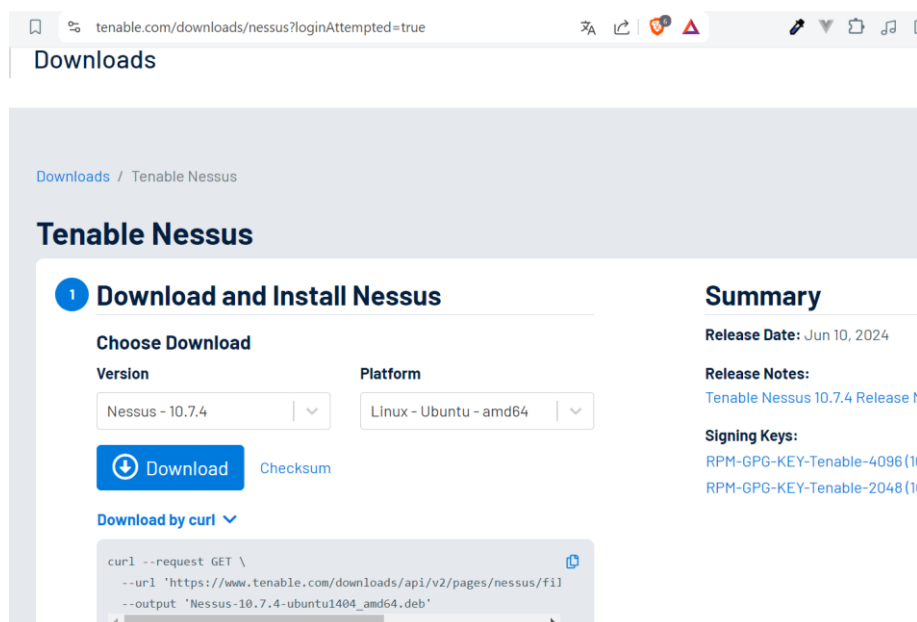 tenable.com/downloads/nessus?loginAttempted=true
6
Downloads
Downloads / Tenable Nessus
Tenable Nessus
1 Download and Install Nessus
Choose Download
Version Platform
Nessus - 10.7.4 Linux - Ubuntu - amd64
Download Checksum
Download by curl
curl --request GET \
--url 'https://www.tenable.com/downloads/api/v2/pages/nessus/fil
--output 'Nessus-10.7.4-ubuntu1404_amd64.deb'
Summary
Release Date: Jun 10, 2024
Release Notes:
Tenable Nessus 10.7.4 Release
Signing Keys:
RPM-GPG-KEY-Tenable-4096 (1
RPM-GPG-KEY-Tenable-2048 (1